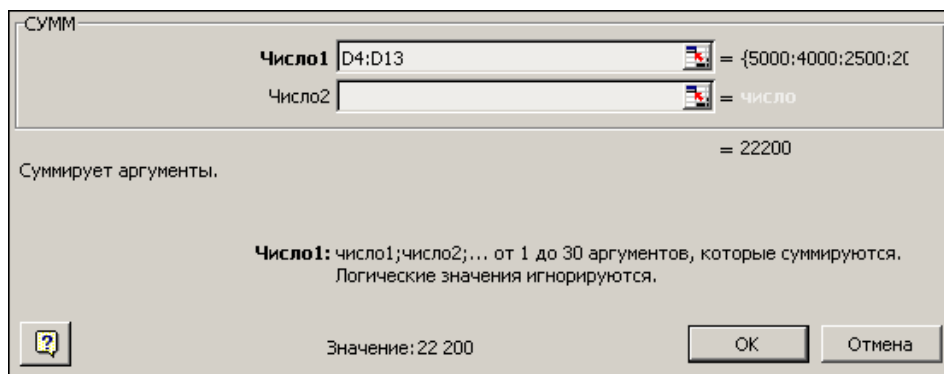 СУММ
Число1 D4:D13 = {5000:4000:2500:20
Число2 = число
= 22200
Суммирует аргументы.
Число1: число1;число2;... от 1 до 30 аргументов, которые суммируются.
Логические значения игнорируются.
Значение:22 200 ОК Отмена